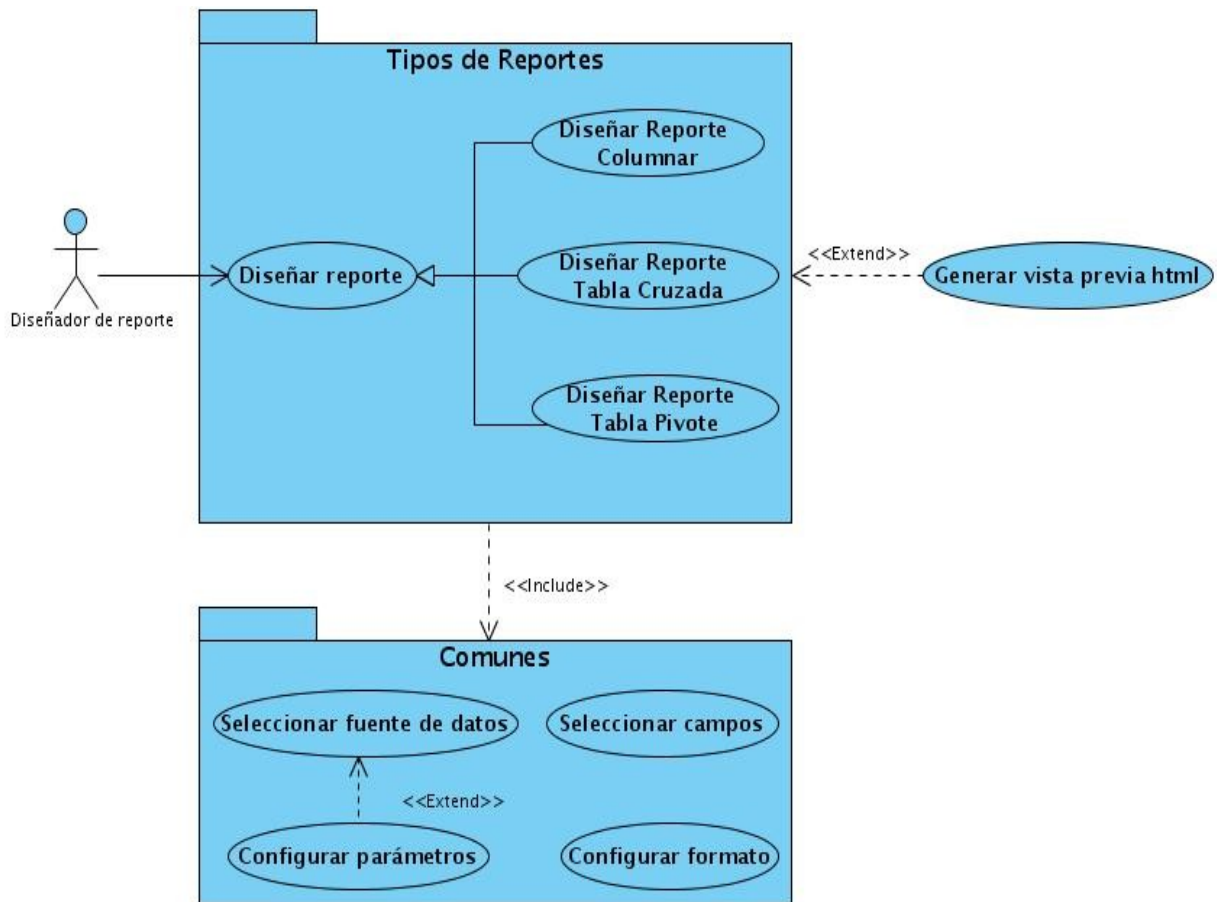 Tipos de Reportes
Diseñar Reporte
Columnar
Diseñador de reporte
Diseñar reporte
Diseñar Reporte
Tabla Cruzada
<<Extend>>
Generar vista previa html
Diseñar Reporte
Tabla Pivote
<<Include>>
Comunes
Seleccionar fuente de datos
Seleccionar campos
<<Extend>>
Configurar parámetros
Configurar formato